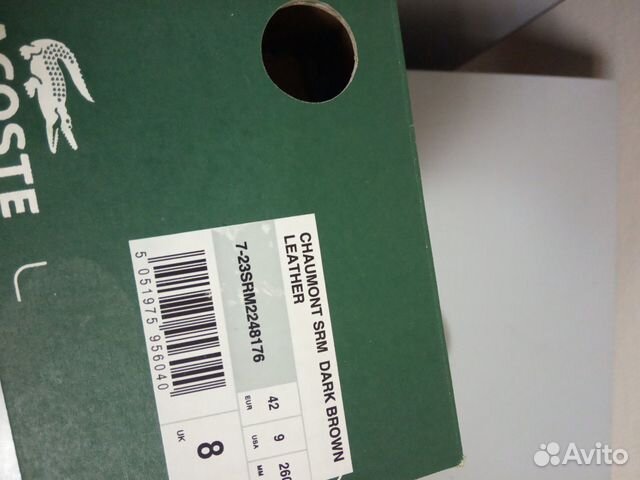 ACOSTE
CHAUMONT SRM DARK BROWN
LEATHER
7-23SRM2248176
42 9 260
EUR USA MM
5 051975 956040
UK 8
Avito